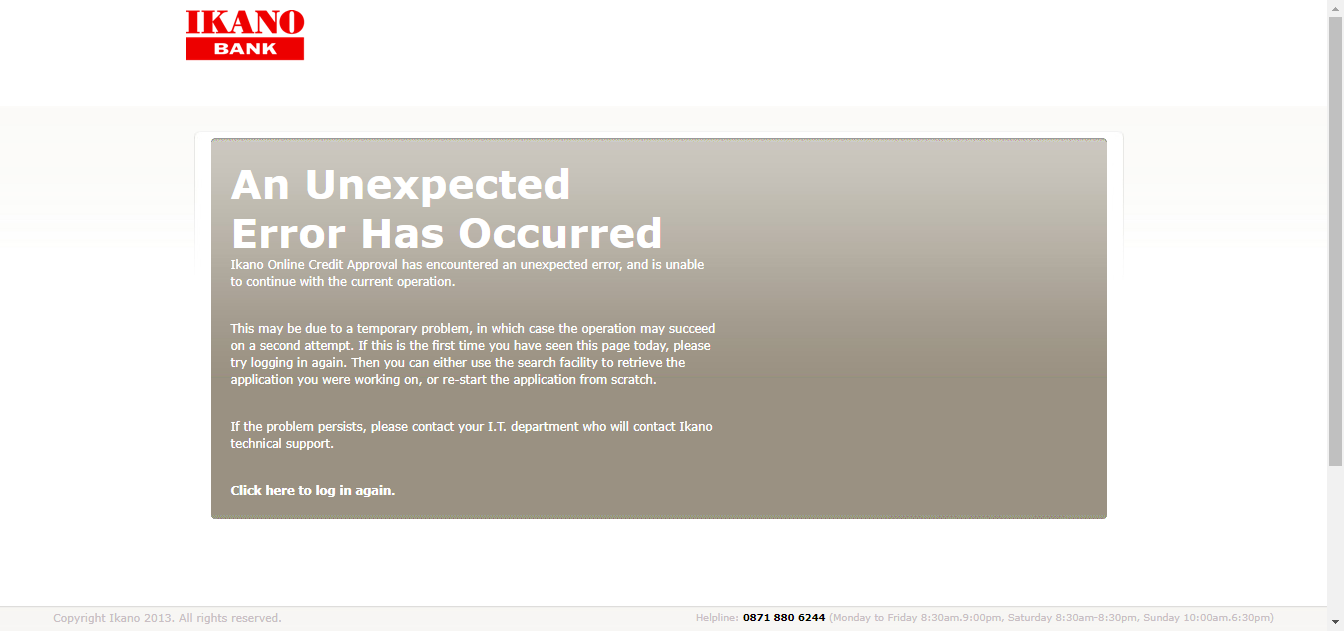 IKANO
BANK
An Unexpected
Error Has Occurred
Ikano Online Credit Approval has encountered an unexpected error, and is unable
to continue with the current operation.
This may be due to a temporary problem, in which case the operation may succeed
on a second attempt. If this is the first time you have seen this page today, please
try logging in again. Then you can either use the search facility to retrieve the
application you were working on, or re-start the application from scratch.
If the problem persists, please contact your I.T. department who will contact Ikano
technical support.
Click here to log in again.
Copyright Ikano 2013. All rights reserved.
Helpline: 0871 880 6244 (Monday to Friday 8:30am.9:00pm, Saturday 8:30am-8:30pm, Sunday 10:00am.6:30pm)